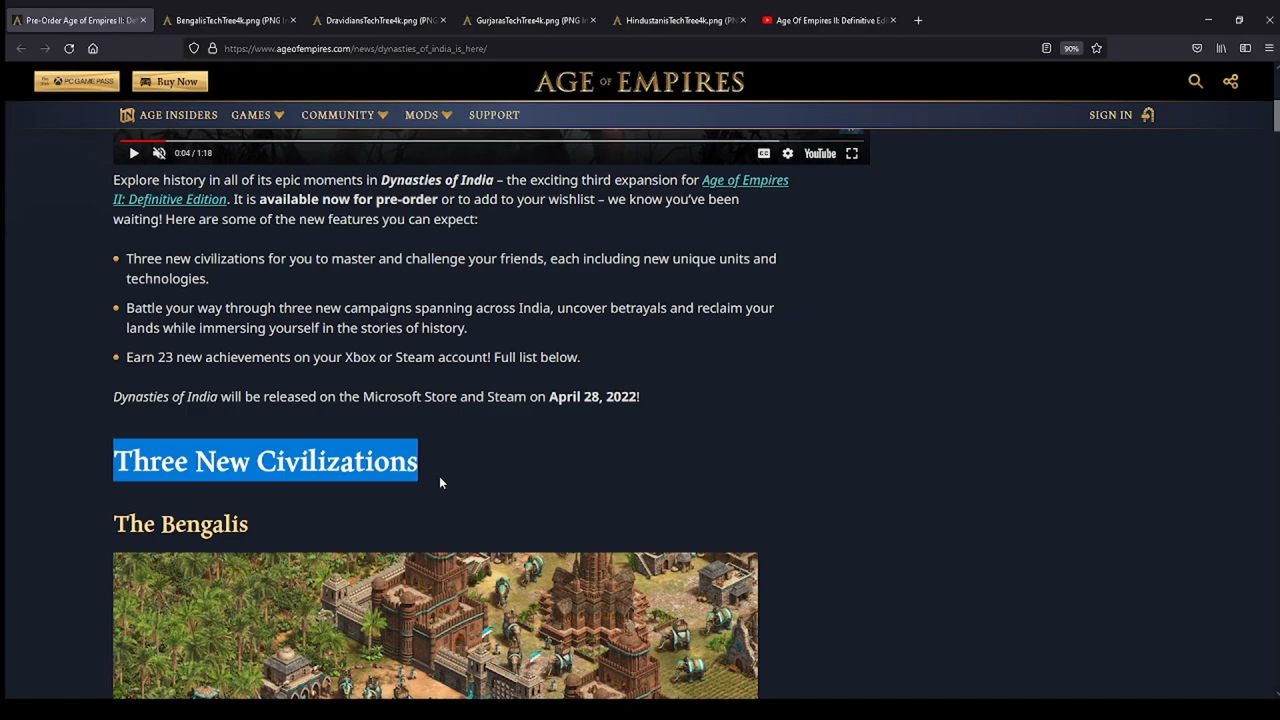 Pre-Order Age of Empires II: Def
BengalisTechTree4k.png (PNG I
DravidiansTechTree4k.png (PNG
GurjarasTechTree4k.png (PNG I
HindustanisTechTree4k.png (PN
Age Of Empires II: Definitive Edi
https://www.ageofempires.com/news/dynasties_of_india_is_here/
90%
PC GAME PASS
Buy Now
AGE OF EMPIRES
AGE INSIDERS
GAMES
COMMUNITY
MODS
SUPPORT
SIGN IN
0:04 / 1:18
CC
YouTube
Explore history in all of its epic moments in Dynasties of India – the exciting third expansion for Age of Empires
II: Definitive Edition. It is available now for pre-order or to add to your wishlist – we know you've been
waiting! Here are some of the new features you can expect:
Three new civilizations for you to master and challenge your friends, each including new unique units and
technologies.
Battle your way through three new campaigns spanning across India, uncover betrayals and reclaim your
lands while immersing yourself in the stories of history.
Earn 23 new achievements on your Xbox or Steam account! Full list below.
Dynasties of India will be released on the Microsoft Store and Steam on April 28, 2022!
Three New Civilizations
The Bengalis